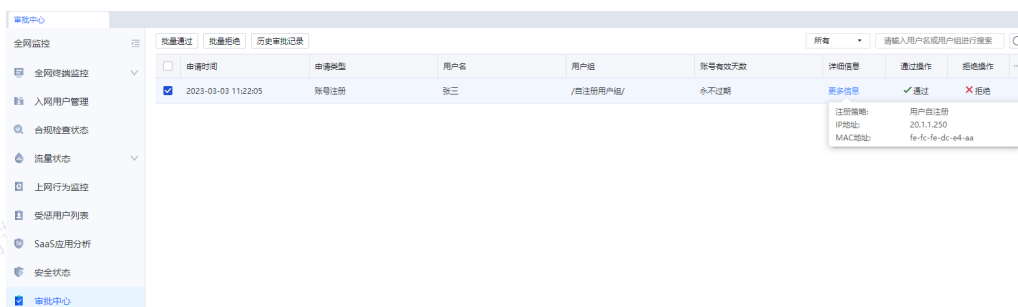 审批中心
全网监控
批量通过 批量拒绝 历史审批记录 所有 请输入用户名或用户组进行搜索
申请时间 申请类型 用户名 用户组 账号有效天数 详细信息 通过操作 拒绝操作
2023-03-03 11:22:05 账号注册 张三 /自注册用户组/ 永不过期 更多信息 通过 拒绝
注册策略: 用户自注册
IP地址: 20.1.1.250
MAC地址: fe-fc-fe-dc-e4-aa
全网终端监控
入网用户管理
合规检查状态
流量状态
上网行为监控
受惩用户列表
SaaS应用分析
安全状态
审批中心